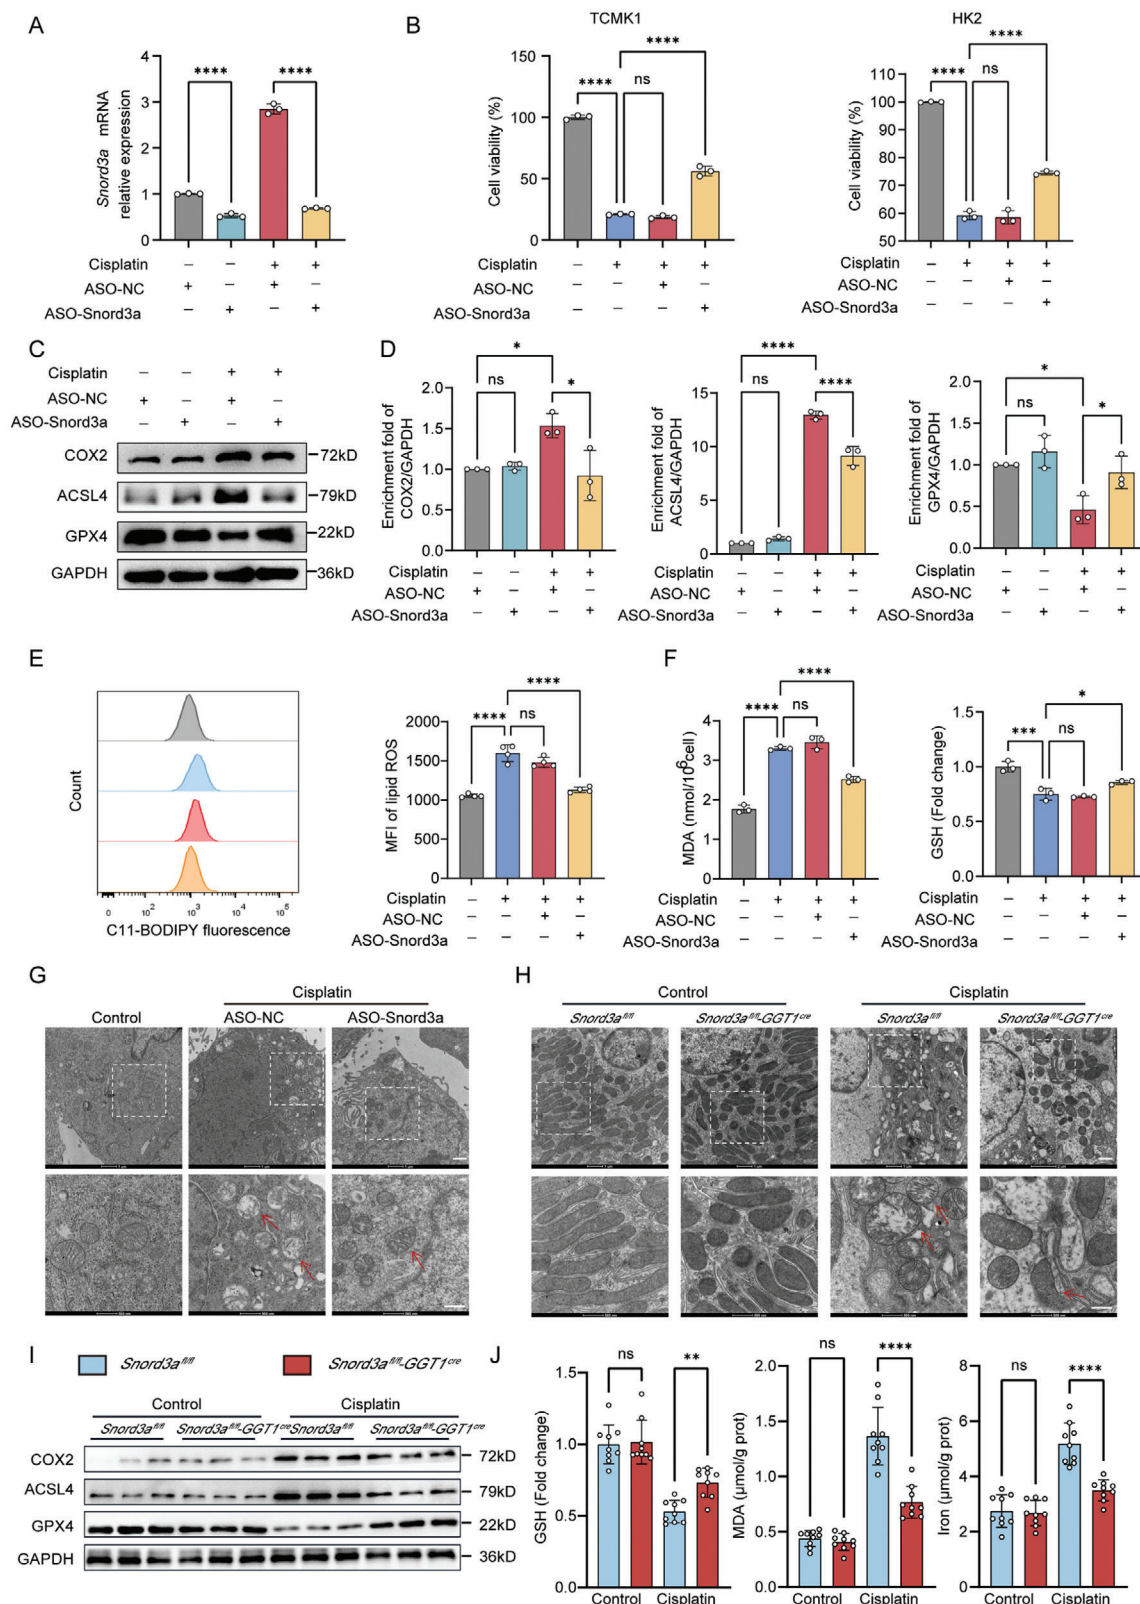 A
Snord3a mRNA
relative expression
4
3
2
1
0
****
****
Cisplatin
ASO-NC
ASO-Snord3a
– – + +
+ – + –
– + – +
B
TCMK1
Cell viability (%)
150
100
50
0
****
****
ns
Cisplatin
ASO-NC
ASO-Snord3a
– + + +
– – + –
– – – +
HK2
Cell viability (%)
110
100
90
80
70
60
50
****
****
ns
– + + +
– – + –
– – – +
C
Cisplatin – – + +
ASO-NC + – + –
ASO-Snord3a – + – +
COX2 72kD
ACSL4 79kD
GPX4 22kD
GAPDH 36kD
D
Enrichment fold of
COX2/GAPDH
2.0
1.5
1.0
0.5
0.0
*
ns
*
Cisplatin – – + +
ASO-NC + – + –
ASO-Snord3a – + – +
Enrichment fold of
ACSL4/GAPDH
15
10
5
0
****
ns
****
Cisplatin – – + +
ASO-NC + – + –
ASO-Snord3a – + – +
Enrichment fold of
GPX4/GAPDH
2.0
1.5
1.0
0.5
0.0
*
ns
*
Cisplatin – – + +
ASO-NC + – + –
ASO-Snord3a – + – +
E
Count
0 10² 10³ 10⁴ 10⁵
C11-BODIPY fluorescence
MFI of lipid ROS
2000
1500
1000
500
0
****
****
ns
Cisplatin – + + +
ASO-NC – – + –
ASO-Snord3a – – – +
F
MDA (nmol/10⁶cell)
4
3
2
1
0
****
****
ns
Cisplatin – + + +
ASO-NC – – + –
ASO-Snord3a – – – +
GSH (Fold change)
1.5
1.0
0.5
0.0
*
***
ns
Cisplatin – + + +
ASO-NC – – + –
ASO-Snord3a – – – +
G
Cisplatin
Control ASO-NC ASO-Snord3a
H
Control Cisplatin
Snord3a fl/fl Snord3a fl/fl-GGT1 cre Snord3a fl/fl Snord3a fl/fl-GGT1 cre
I
Snord3a fl/fl Snord3a fl/fl-GGT1 cre
Control Cisplatin
Snord3a fl/fl Snord3a fl/fl-GGT1 cre Snord3a fl/fl Snord3a fl/fl-GGT1 cre
COX2 72kD
ACSL4 79kD
GPX4 22kD
GAPDH 36kD
J
GSH (Fold change)
1.5
1.0
0.5
0.0
ns
**
Control Cisplatin
MDA (μmol/g prot)
2.0
1.5
1.0
0.5
0.0
ns
****
Control Cisplatin
Iron (μmol/g prot)
8
6
4
2
0
ns
****
Control Cisplatin